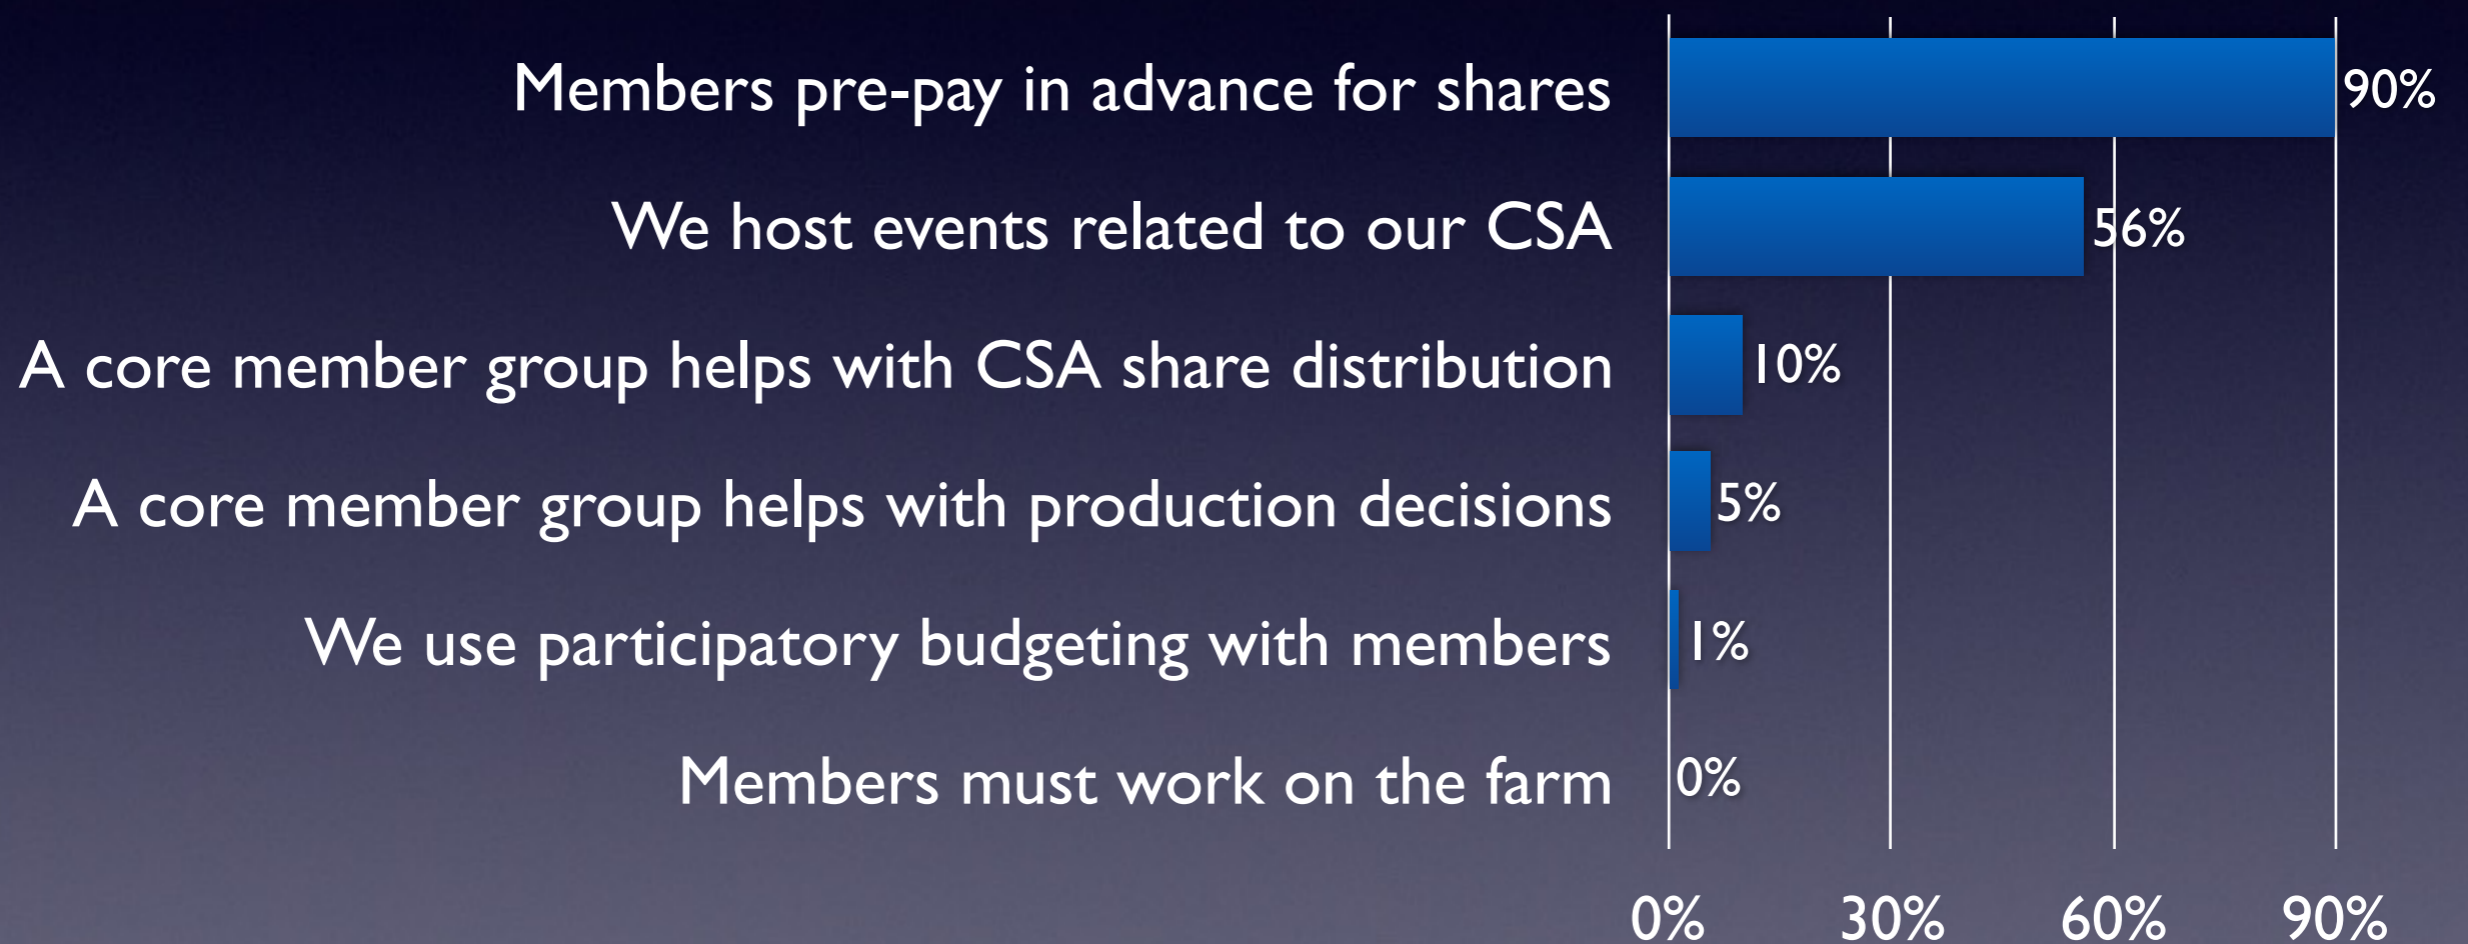 Members pre-pay in advance for shares 90%
We host events related to our CSA 56%
A core member group helps with CSA share distribution 10%
A core member group helps with production decisions 5%
We use participatory budgeting with members 1%
Members must work on the farm 0%
0% 30% 60% 90%